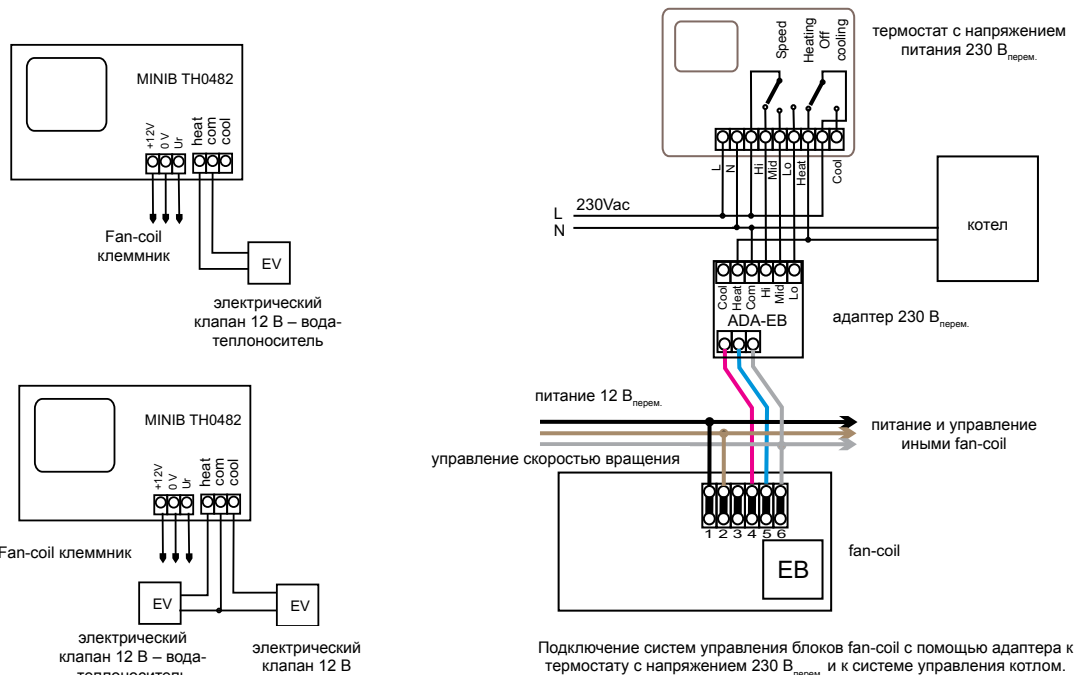 MINIB TH0482
+12V
0 V
Ur
heat
com
cool
Fan-coil
клеммник
EV
электрический
клапан 12 В – вода-
теплоноситель
MINIB TH0482
+12V
0 V
Ur
heat
com
cool
Fan-coil клеммник
EV
EV
электрический
клапан 12 В – вода-
теплоноситель
электрический
клапан 12 В
термостат с напряжением
питания 230 Вперем.
Speed
Heating
Off
cooling
L
N
Hi
Mid
Lo
Heat
Cool
L
230Vac
N
котел
Cool
Heat
Com
Hi
Mid
Lo
ADA-EB
адаптер 230 Вперем.
питание 12 Вперем.
питание и управление
иными fan-coil
управление скоростью вращения
1 2 3 4 5 6
EB
fan-coil
Подключение систем управления блоков fan-coil с помощью адаптера к
термостату с напряжением 230 Вперем. и к системе управления котлом.